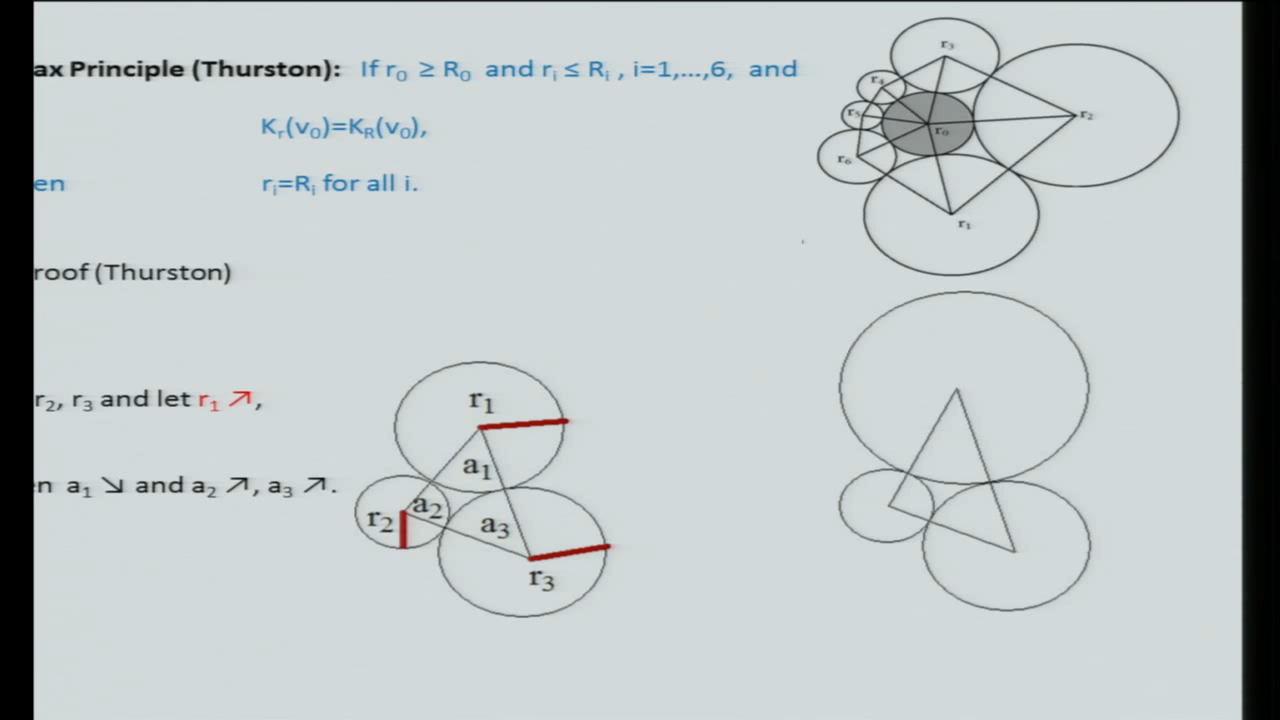 ax Principle (Thurston): If r₀ ≥ R₀ and rᵢ ≤ Rᵢ , i=1,...,6, and
Kᵣ(v₀)=K_R(v₀),
en rᵢ=Rᵢ for all i.
roof (Thurston)
r₂, r₃ and let r₁ ↗,
n a₁ ↘ and a₂ ↗, a₃ ↗.
r₃
r₄
r₅
r₂
r₀
r₆
r₁
r₁
a₁
r₂
a₂
a₃
r₃